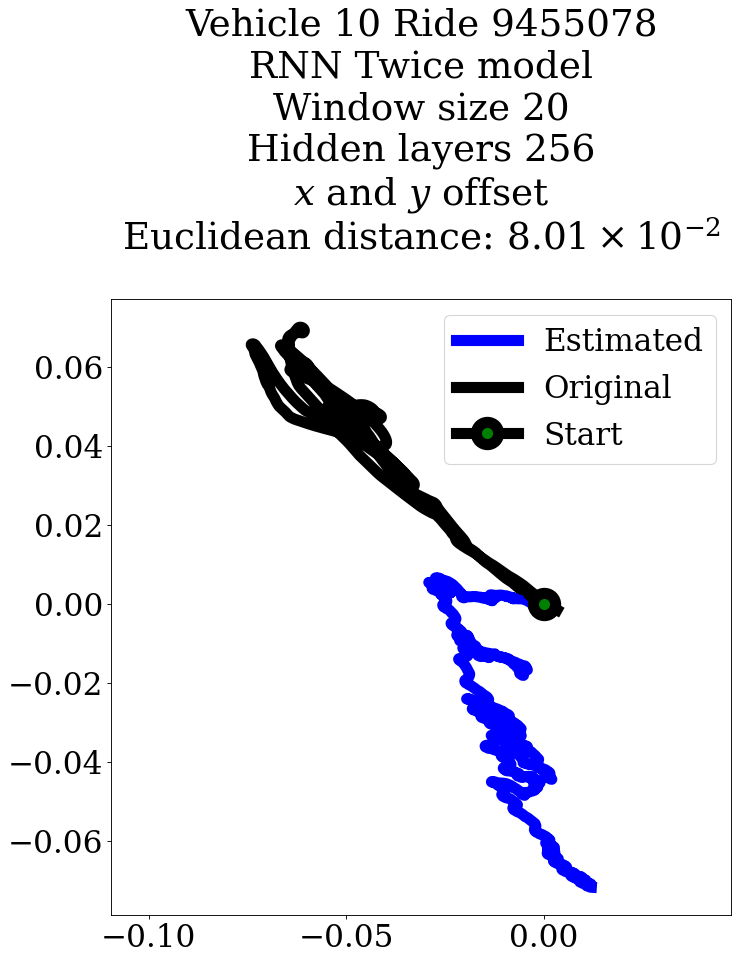 Vehicle 10 Ride 9455078
RNN Twice model
Window size 20
Hidden layers 256
x and y offset
Euclidean distance: 8.01 × 10⁻²
Estimated
Original
Start
0.06
0.04
0.02
0.00
−0.02
−0.04
−0.06
−0.10 −0.05 0.00